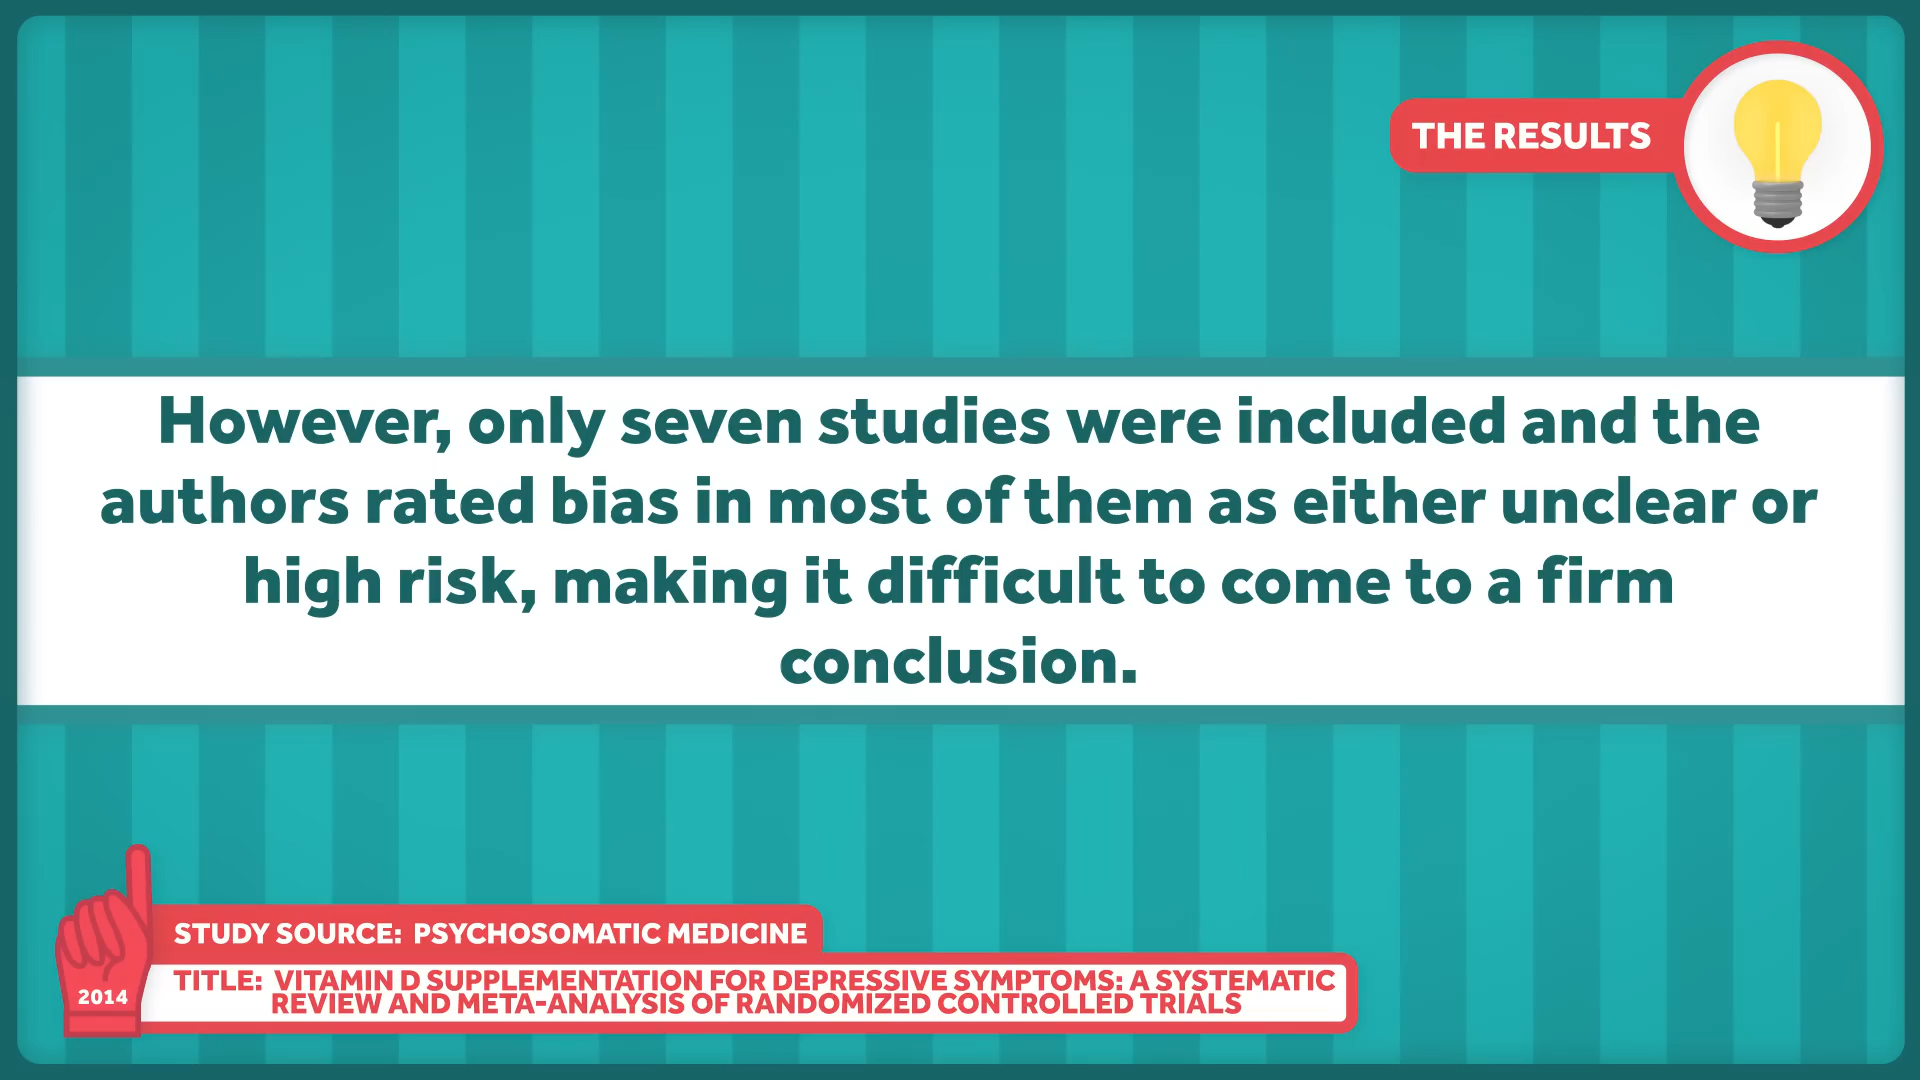 THE RESULTS
However, only seven studies were included and the
authors rated bias in most of them as either unclear or
high risk, making it difficult to come to a firm
conclusion.
STUDY SOURCE: PSYCHOSOMATIC MEDICINE
TITLE: VITAMIN D SUPPLEMENTATION FOR DEPRESSIVE SYMPTOMS: A SYSTEMATIC
REVIEW AND META-ANALYSIS OF RANDOMIZED CONTROLLED TRIALS
2014